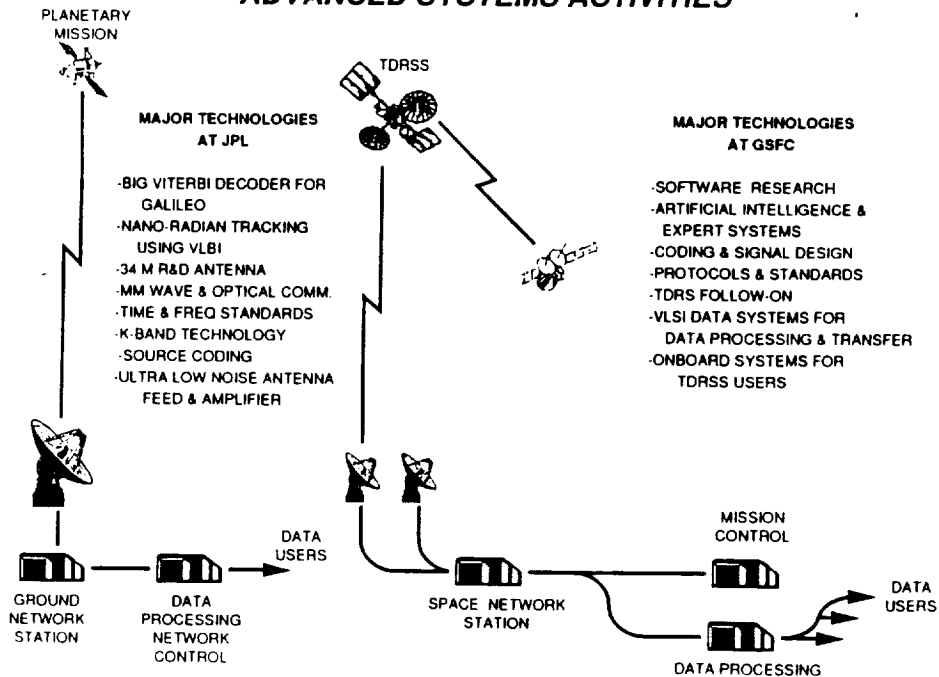 ADVANCED SYSTEMS ACTIVITIES
PLANETARY
MISSION
TDRSS
MAJOR TECHNOLOGIES
AT JPL
-BIG VITERBI DECODER FOR
GALILEO
-NANO-RADIAN TRACKING
USING VLBI
-34 M R&D ANTENNA
-MM WAVE & OPTICAL COMM.
-TIME & FREQ STANDARDS
-K-BAND TECHNOLOGY
-SOURCE CODING
-ULTRA LOW NOISE ANTENNA
FEED & AMPLIFIER
MAJOR TECHNOLOGIES
AT GSFC
-SOFTWARE RESEARCH
-ARTIFICIAL INTELLIGENCE &
EXPERT SYSTEMS
-CODING & SIGNAL DESIGN
-PROTOCOLS & STANDARDS
-TDRS FOLLOW-ON
-VLSI DATA SYSTEMS FOR
DATA PROCESSING & TRANSFER
-ONBOARD SYSTEMS FOR
TDRSS USERS
GROUND
NETWORK
STATION
DATA
PROCESSING
NETWORK
CONTROL
DATA
USERS
SPACE NETWORK
STATION
MISSION
CONTROL
DATA PROCESSING
DATA
USERS